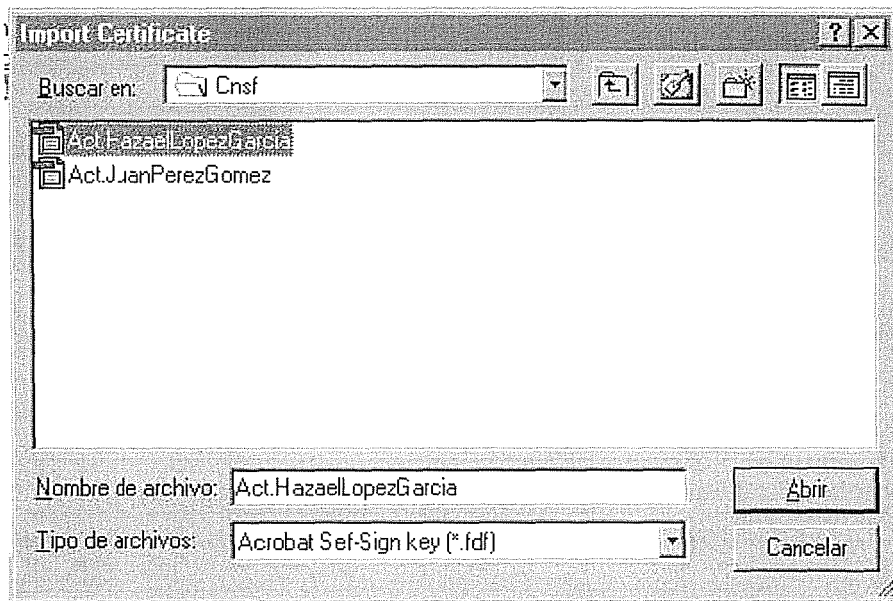 Import Certificate
Buscar en: Cnsf
Act.HazaelLopezGarcia
Act.JuanPerezGomez
Nombre de archivo: Act.HazaelLopezGarcia Abrir
Tipo de archivos: Acrobat Sef-Sign key (*.fdf) Cancelar